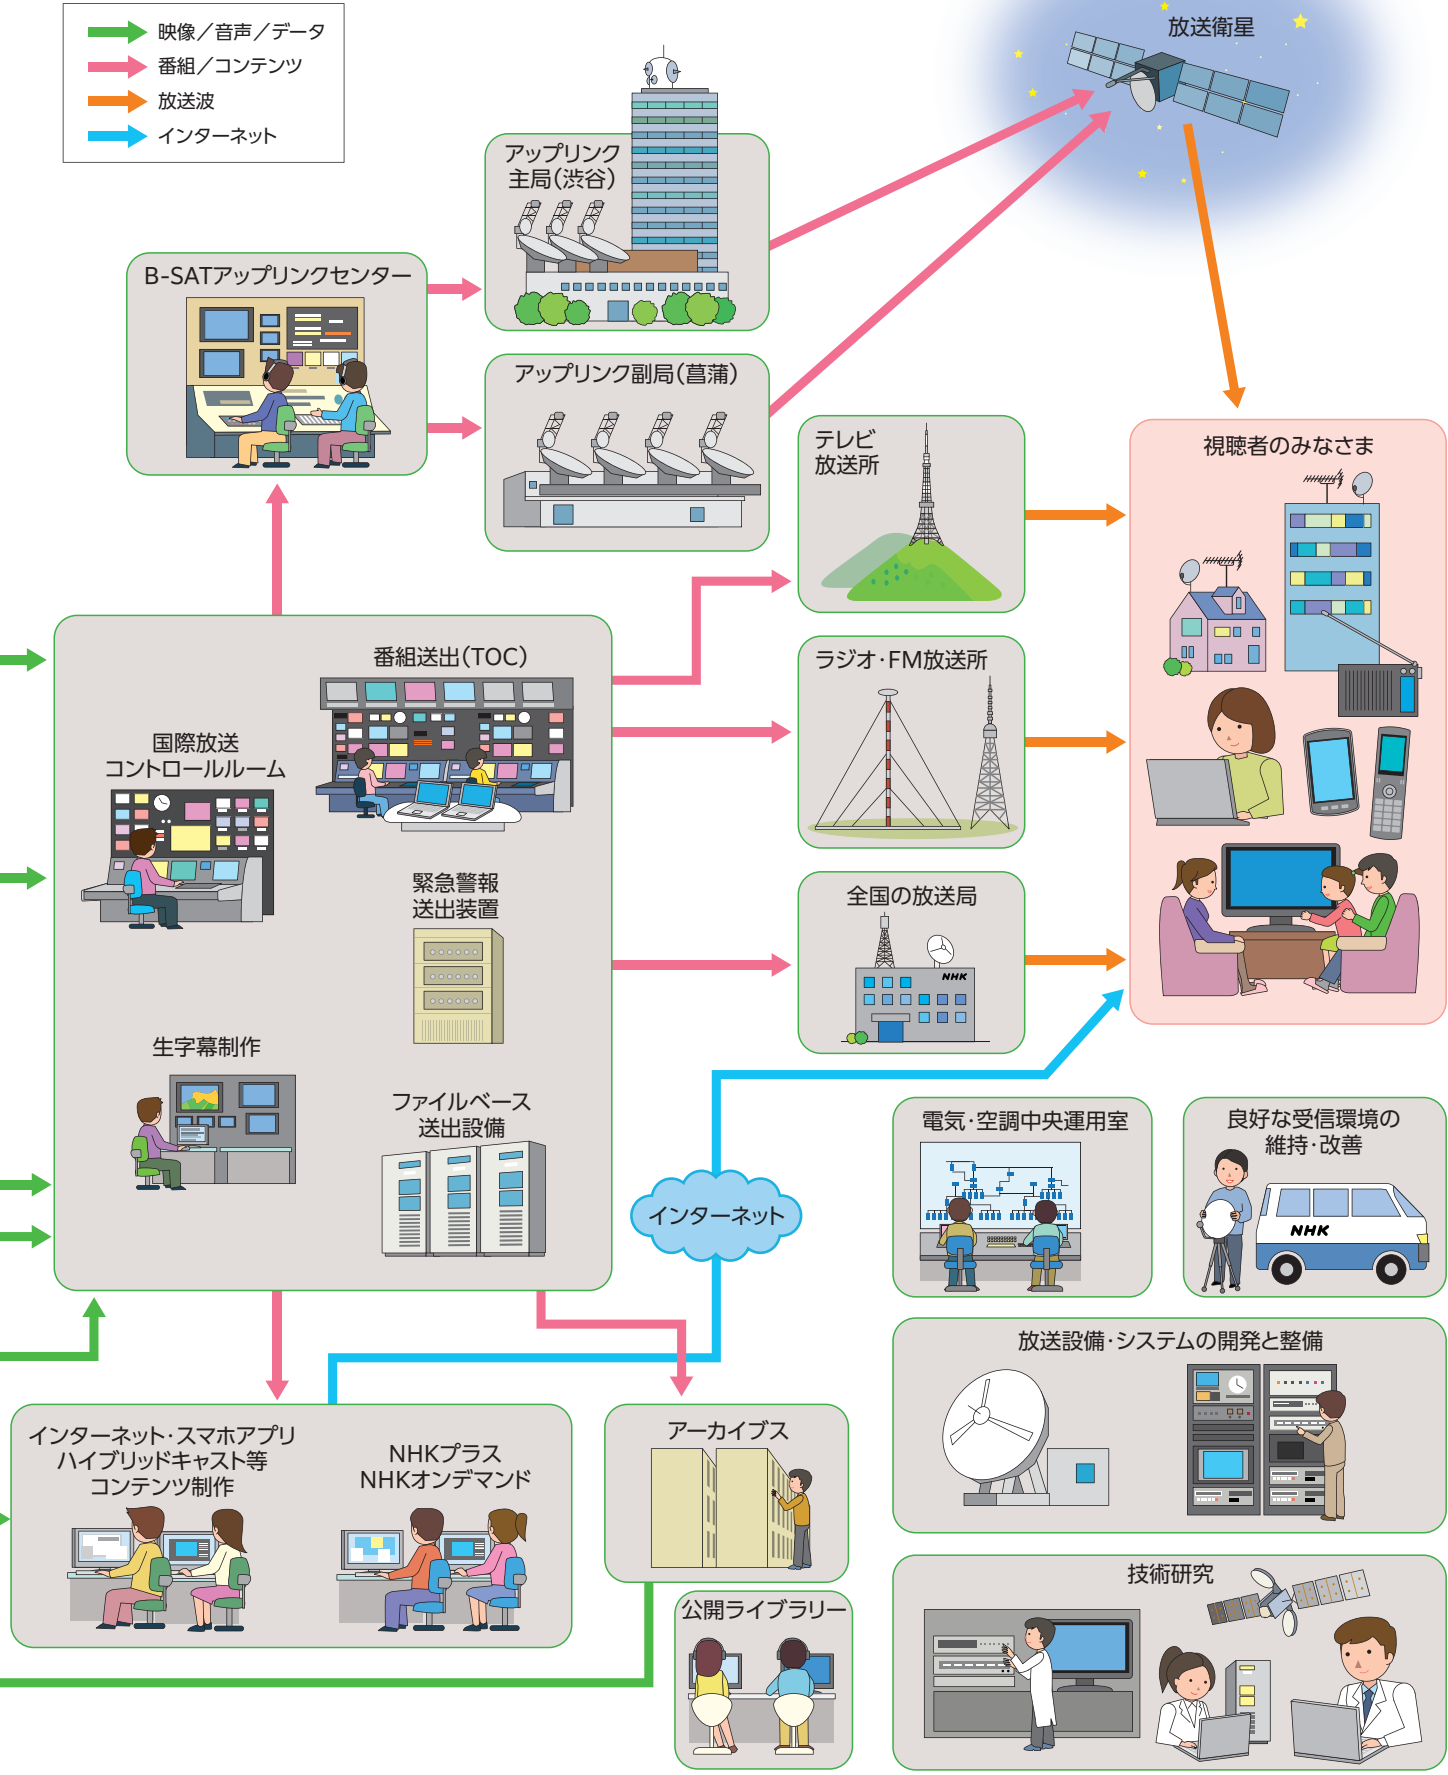 映像／音声／データ
番組／コンテンツ
放送波
インターネット
放送衛星
アップリンク
主局（渋谷）
B-SATアップリンクセンター
アップリンク副局（菖蒲）
テレビ
放送所
視聴者のみなさま
番組送出（TOC）
ラジオ・FM放送所
国際放送
コントロールルーム
緊急警報
送出装置
全国の放送局
NHK
生字幕制作
ファイルベース
送出設備
インターネット
電気・空調中央運用室
良好な受信環境の
維持・改善
NHK
放送設備・システムの開発と整備
インターネット・スマホアプリ
ハイブリッドキャスト等
コンテンツ制作
NHKプラス
NHKオンデマンド
アーカイブス
公開ライブラリー
技術研究